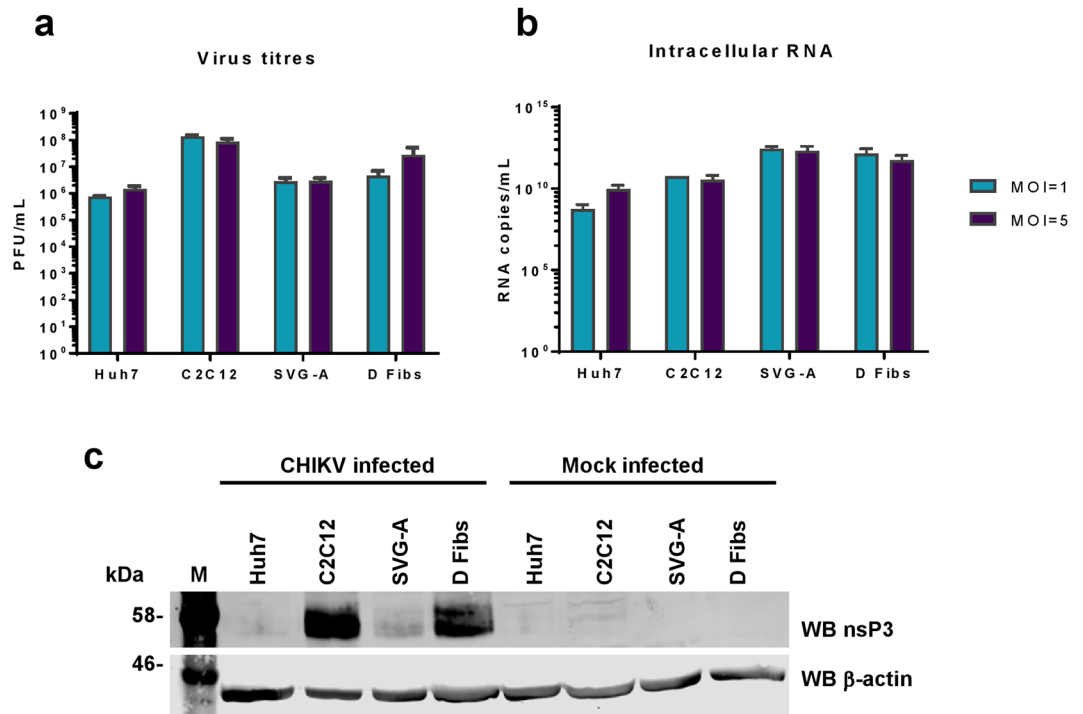 a
Virus titres
10⁹
10⁸
10⁷
10⁶
10⁵
10⁴
10³
10²
10¹
10⁰
PFU/mL
Huh7 C2C12 SVG-A D Fibs
b
Intracellular RNA
10¹⁵
10¹⁰
10⁵
10⁰
RNA copies/mL
Huh7 C2C12 SVG-A D Fibs
MOI=1
MOI=5
c
CHIKV infected Mock infected
kDa M Huh7 C2C12 SVG-A D Fibs Huh7 C2C12 SVG-A D Fibs
58-
WB nsP3
46-
WB β-actin